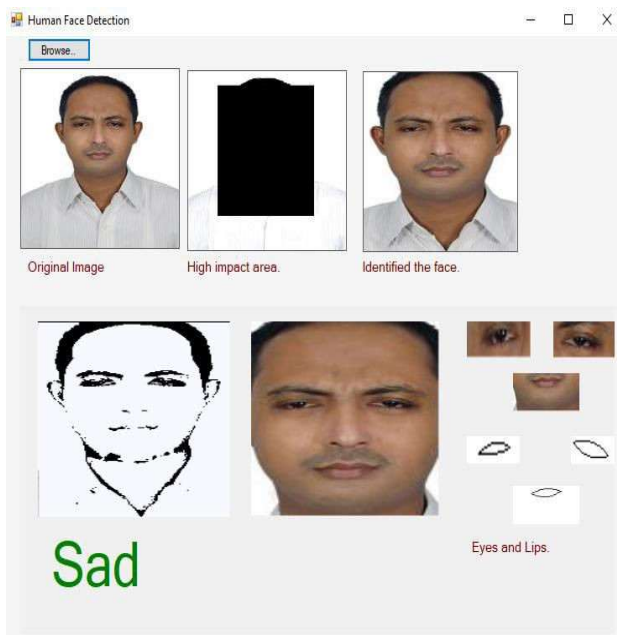 Human Face Detection
Browse..
Original Image
High impact area.
Identified the face.
Eyes and Lips.
Sad